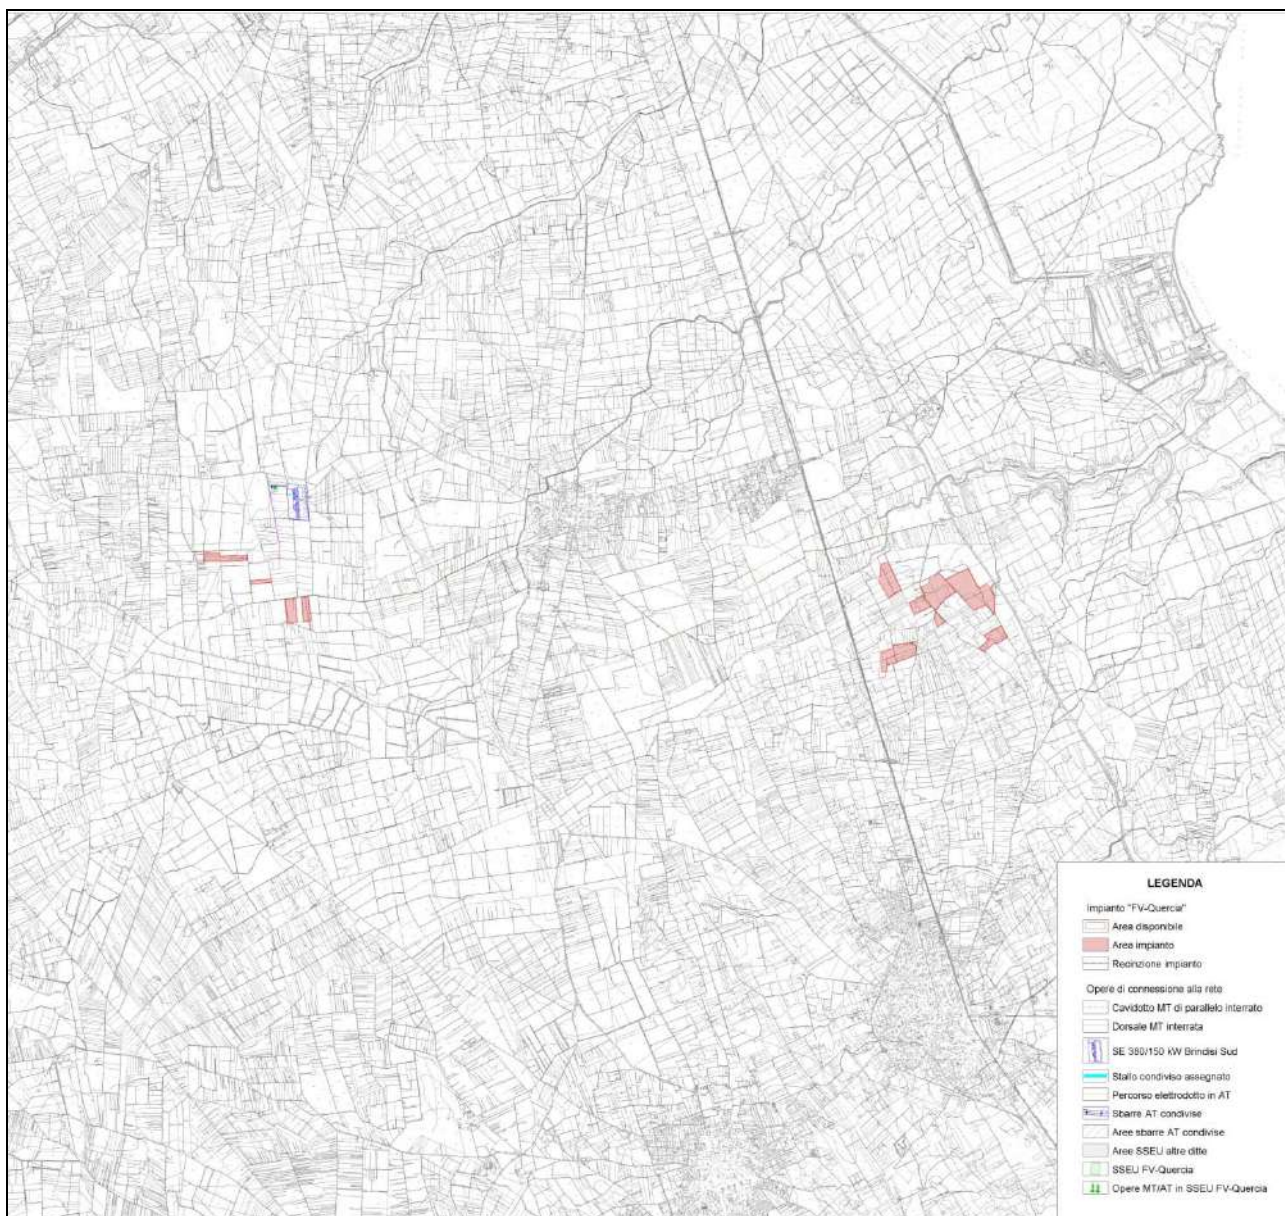 LEGENDA
Impianto "FV-Quercia"
Area disponibile
Area impianto
Recinzione impianto
Opere di connessione alla rete
Cavidotto MT di parallelo interrato
Dorsale MT interrata
SE 380/150 kW Brindisi Sud
Stallo condiviso assegnato
Percorso elettrodotto in AT
Sbarre AT condivise
Aree sbarre AT condivise
Aree SSEU altre ditte
SSEU FV-Quercia
Opere MT/AT in SSEU FV-Quercia